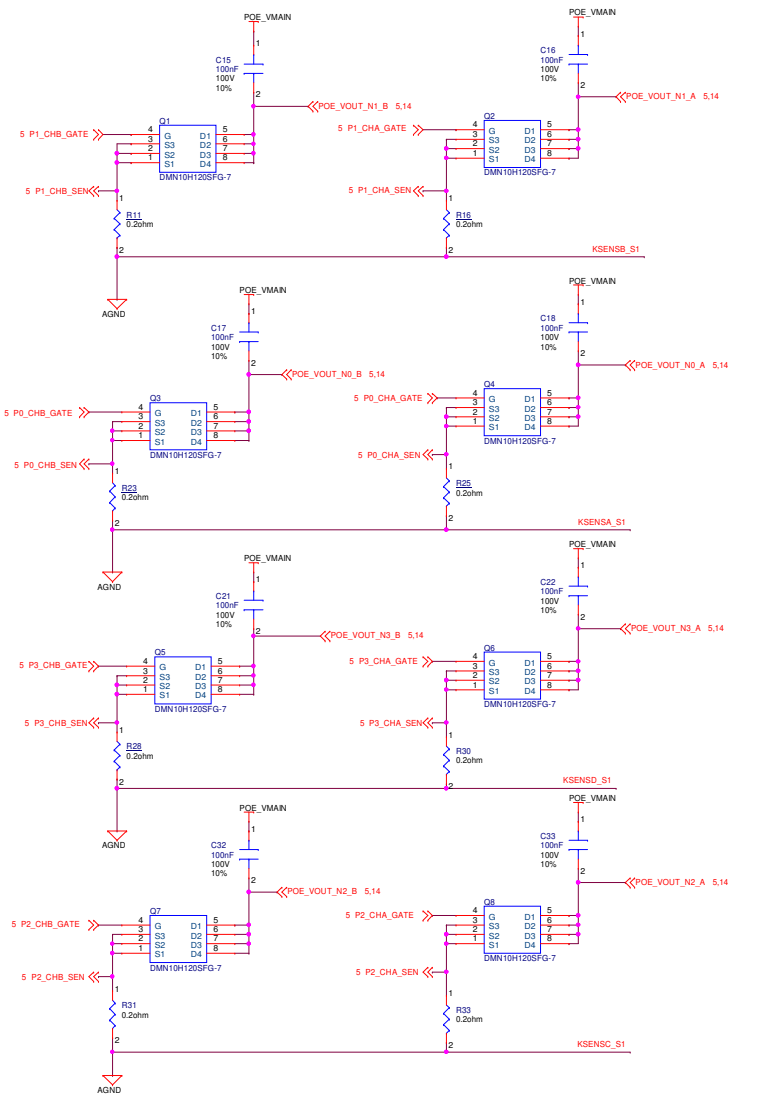 POE_VMAIN
1
C15
100nF
100V
10%
2
POE_VOUT_N1_B 5,14
Q1
5 P1_CHB_GATE
4 G D1 5
3 S3 D2 6
2 S2 D3 7
1 S1 D4 8
DMN10H120SFG-7
5 P1_CHB_SEN
1
R11
0.2ohm
2
AGND
POE_VMAIN
1
C16
100nF
100V
10%
2
POE_VOUT_N1_A 5,14
Q2
5 P1_CHA_GATE
4 G D1 5
3 S3 D2 6
2 S2 D3 7
1 S1 D4 8
DMN10H120SFG-7
5 P1_CHA_SEN
1
R16
0.2ohm
2
KSENSB_S1
POE_VMAIN
1
C17
100nF
100V
10%
2
POE_VOUT_N0_B 5,14
Q3
5 P0_CHB_GATE
4 G D1 5
3 S3 D2 6
2 S2 D3 7
1 S1 D4 8
DMN10H120SFG-7
5 P0_CHB_SEN
1
R23
0.2ohm
2
AGND
POE_VMAIN
1
C18
100nF
100V
10%
2
POE_VOUT_N0_A 5,14
Q4
5 P0_CHA_GATE
4 G D1 5
3 S3 D2 6
2 S2 D3 7
1 S1 D4 8
DMN10H120SFG-7
5 P0_CHA_SEN
1
R25
0.2ohm
2
KSENSA_S1
POE_VMAIN
1
C21
100nF
100V
10%
2
POE_VOUT_N3_B 5,14
Q5
5 P3_CHB_GATE
4 G D1 5
3 S3 D2 6
2 S2 D3 7
1 S1 D4 8
DMN10H120SFG-7
5 P3_CHB_SEN
1
R28
0.2ohm
2
AGND
POE_VMAIN
1
C22
100nF
100V
10%
2
POE_VOUT_N3_A 5,14
Q6
5 P3_CHA_GATE
4 G D1 5
3 S3 D2 6
2 S2 D3 7
1 S1 D4 8
DMN10H120SFG-7
5 P3_CHA_SEN
1
R30
0.2ohm
2
KSENSD_S1
POE_VMAIN
1
C32
100nF
100V
10%
2
POE_VOUT_N2_B 5,14
Q7
5 P2_CHB_GATE
4 G D1 5
3 S3 D2 6
2 S2 D3 7
1 S1 D4 8
DMN10H120SFG-7
5 P2_CHB_SEN
1
R31
0.2ohm
2
AGND
POE_VMAIN
1
C33
100nF
100V
10%
2
POE_VOUT_N2_A 5,14
Q8
5 P2_CHA_GATE
4 G D1 5
3 S3 D2 6
2 S2 D3 7
1 S1 D4 8
DMN10H120SFG-7
5 P2_CHA_SEN
1
R33
0.2ohm
2
KSENSC_S1